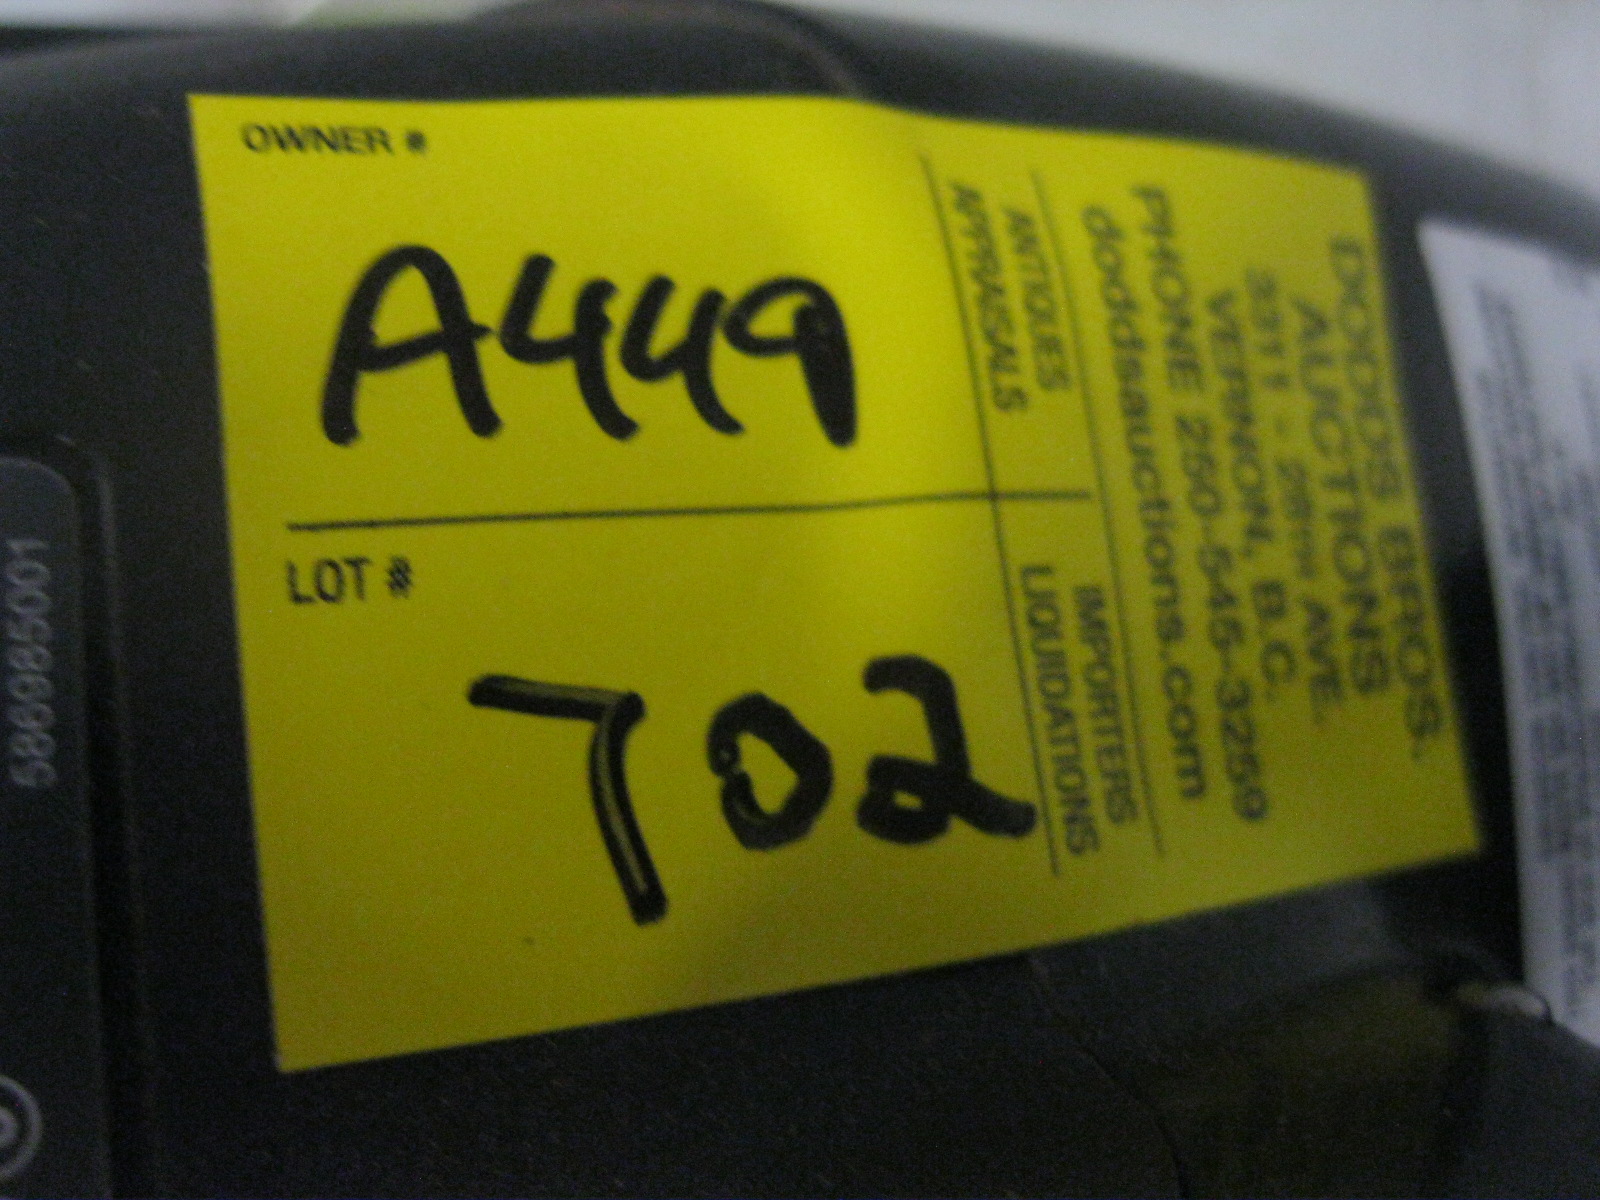 OWNER #
A449
LOT #
702
ANTIQUES
APPRAISALS
IMPORTERS
LIQUIDATIONS
DODDS BROS.
AUCTIONS
3311 - 28TH AVE.
VERNON, B.C.
PHONE 250-545-3259
doddsauctions.com
586985001